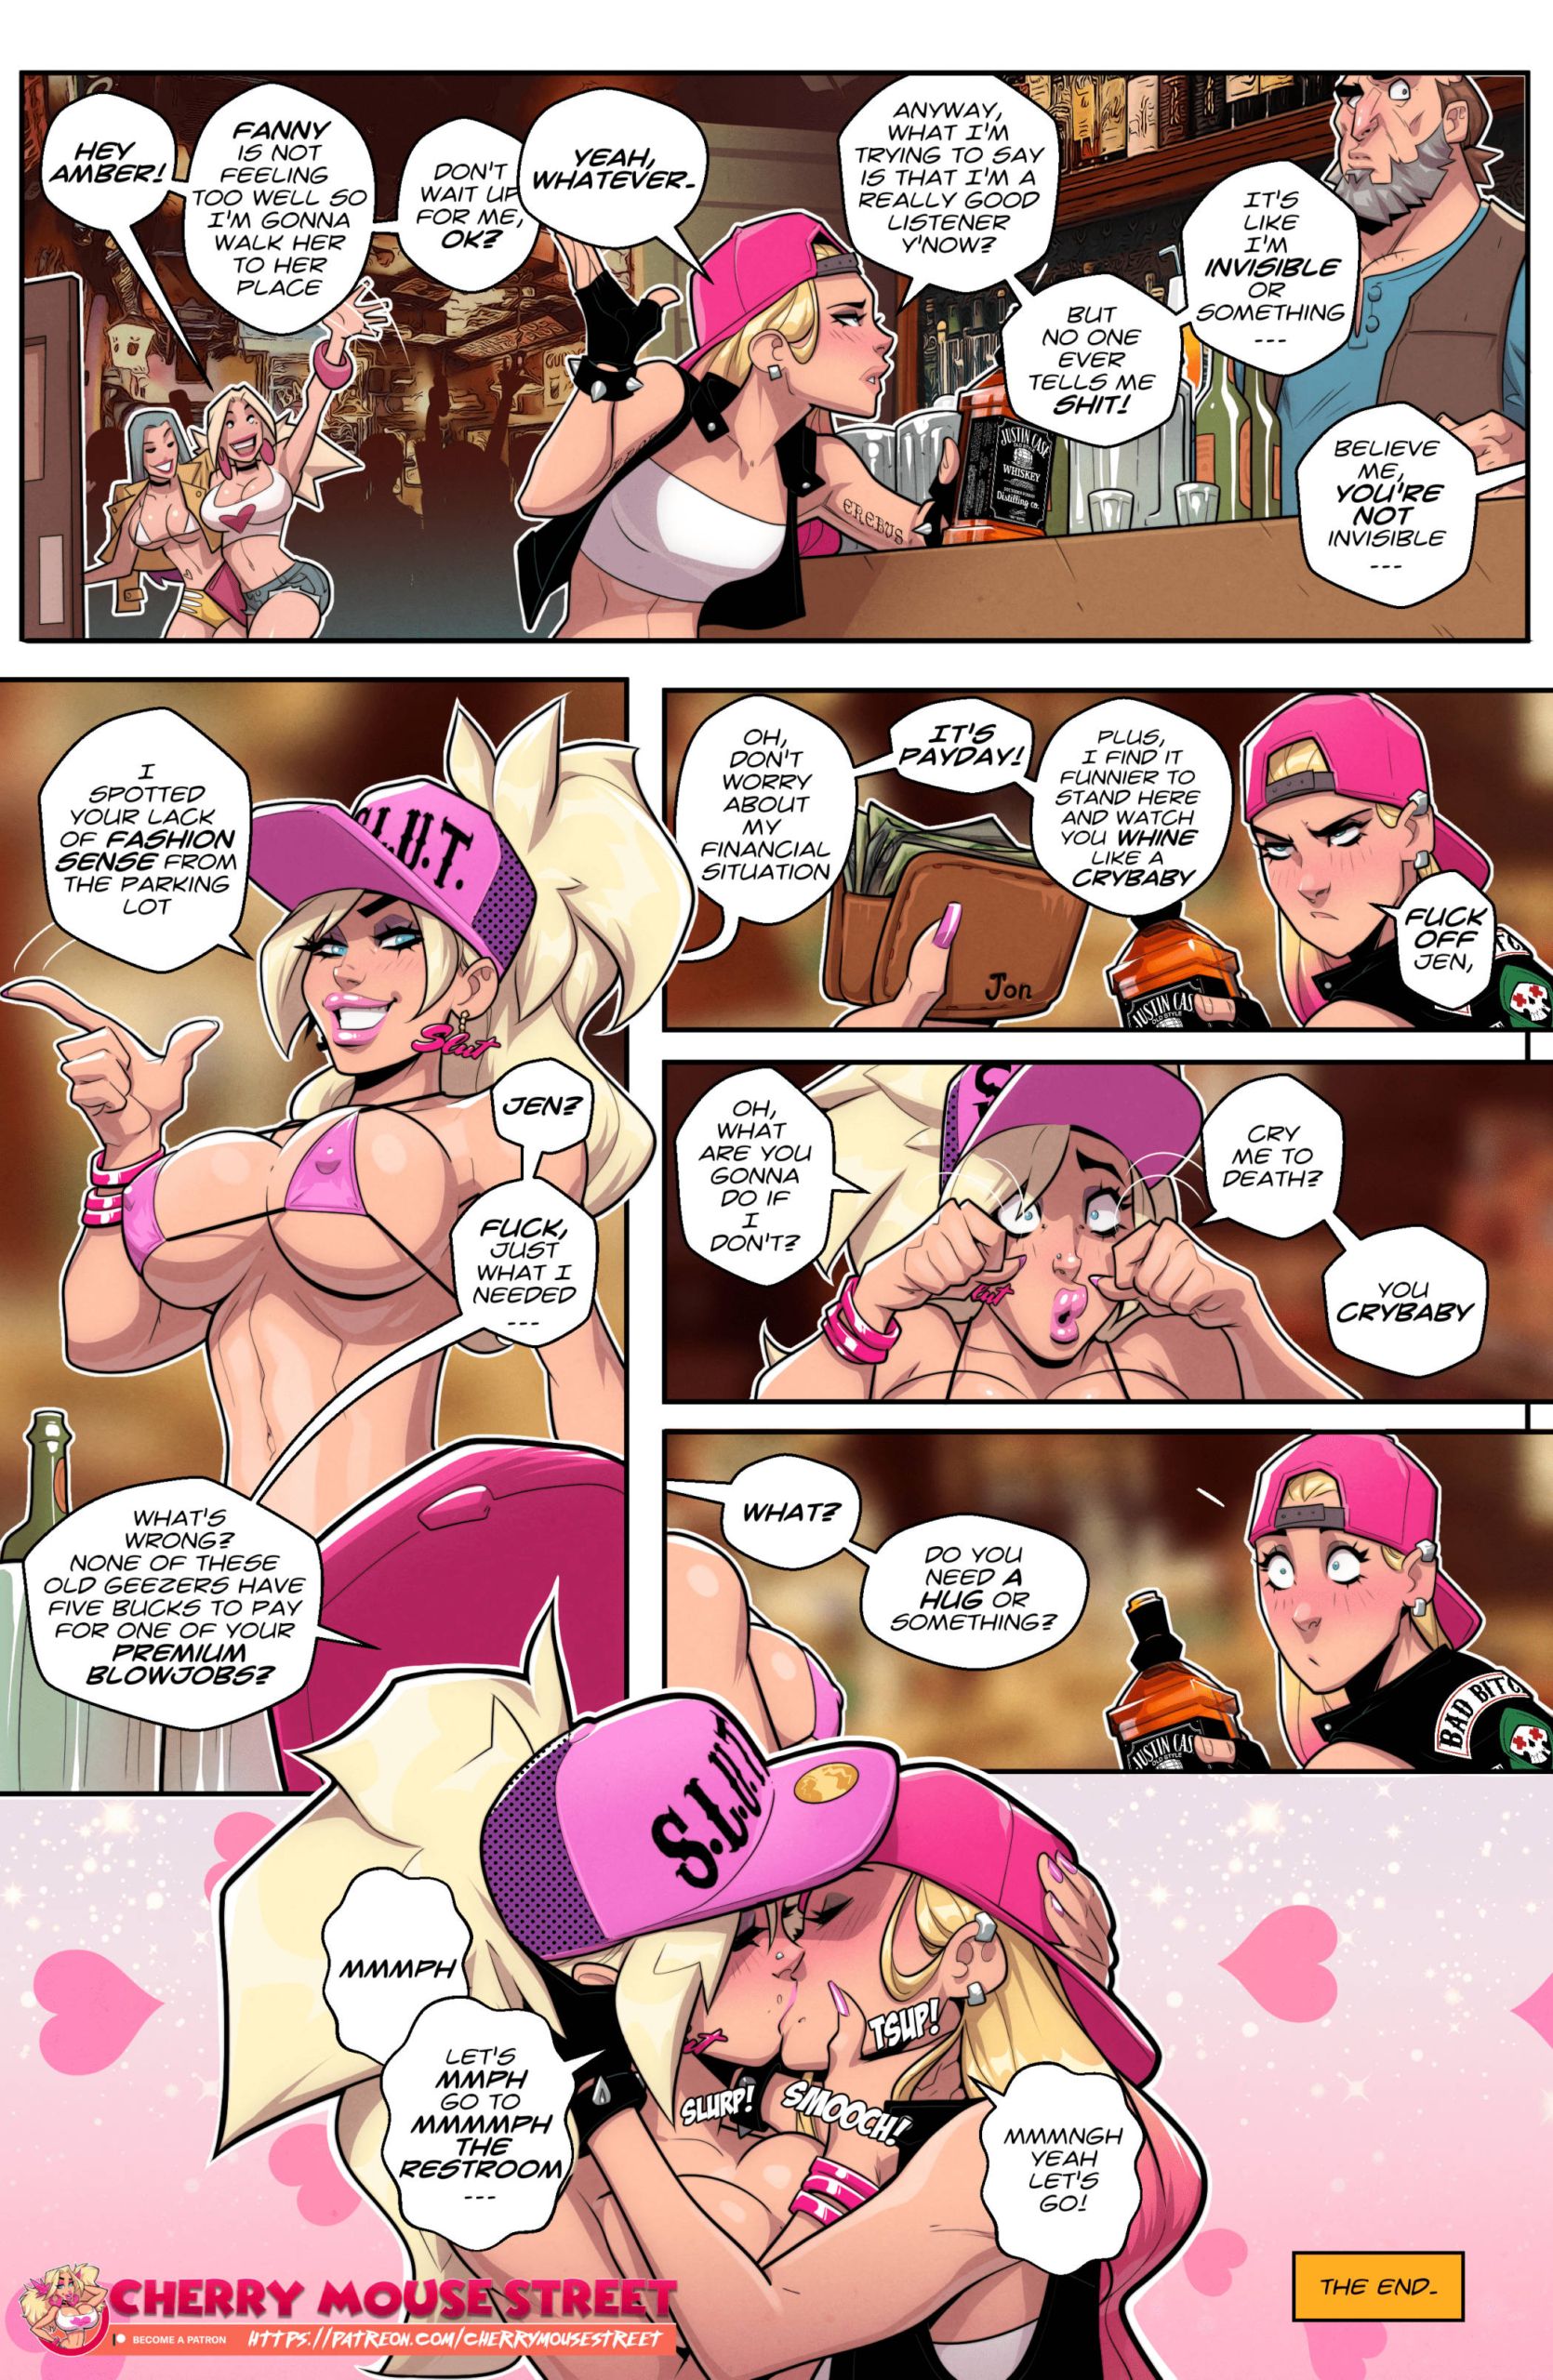 HEY
AMBER!
FANNY
IS NOT
FEELING
TOO WELL SO
I'M GONNA
WALK HER
TO HER
PLACE
DON'T
WAIT UP
FOR ME,
OK?
YEAH,
WHATEVER-
ANYWAY,
WHAT I'M
TRYING TO SAY
IS THAT I'M A
REALLY GOOD
LISTENER
Y'NOW?
BUT
NO ONE
EVER
TELLS ME
SHIT!
IT'S
LIKE
I'M
INVISIBLE
OR
SOMETHING
---
BELIEVE
ME,
YOU'RE
NOT
INVISIBLE
---
JUSTIN CASE
WHISKEY
Distilling co.
EREBUS
I
SPOTTED
YOUR LACK
OF FASHION
SENSE FROM
THE PARKING
LOT
S.L.U.T.
Slut
JEN?
FUCK,
JUST
WHAT I
NEEDED
---
WHAT'S
WRONG?
NONE OF THESE
OLD GEEZERS HAVE
FIVE BUCKS TO PAY
FOR ONE OF YOUR
PREMIUM
BLOWJOBS?
OH,
DON'T
WORRY
ABOUT
MY
FINANCIAL
SITUATION
IT'S
PAYDAY!
PLUS,
I FIND IT
FUNNIER TO
STAND HERE
AND WATCH
YOU WHINE
LIKE A
CRYBABY
Jon
JUSTIN CAS
OLD STYLE
FUCK
OFF
JEN,
OH,
WHAT
ARE YOU
GONNA
DO IF
I
DON'T?
CRY
ME TO
DEATH?
YOU
CRYBABY
WHAT?
DO YOU
NEED A
HUG OR
SOMETHING?
JUSTIN CAS
OLD STYLE
BAD BITC
S.L.U.T
MMMPH
LET'S
MMPH
GO TO
MMMMPH
THE
RESTROOM
---
TSUP!
SLURP!
SMOOCH!
MMMNGH
YEAH
LET'S
GO!
THE END-
CHERRY MOUSE STREET
BECOME A PATRON
HTTPS://PATREON.COM/CHERRYMOUSESTREET